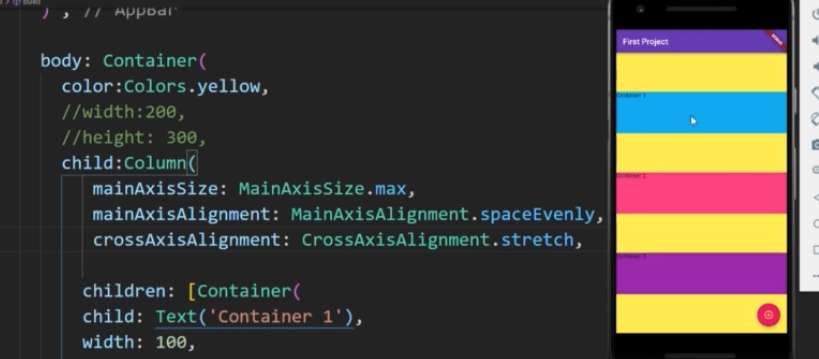 ) , // AppBar
body: Container(
color:Colors.yellow,
//width:200,
//height: 300,
child:Column(
mainAxisSize: MainAxisSize.max,
mainAxisAlignment: MainAxisAlignment.spaceEvenly,
crossAxisAlignment: CrossAxisAlignment.stretch,
children: [Container(
child: Text('Container 1'),
width: 100,
First Project
Container 1
Container 2
Container 3